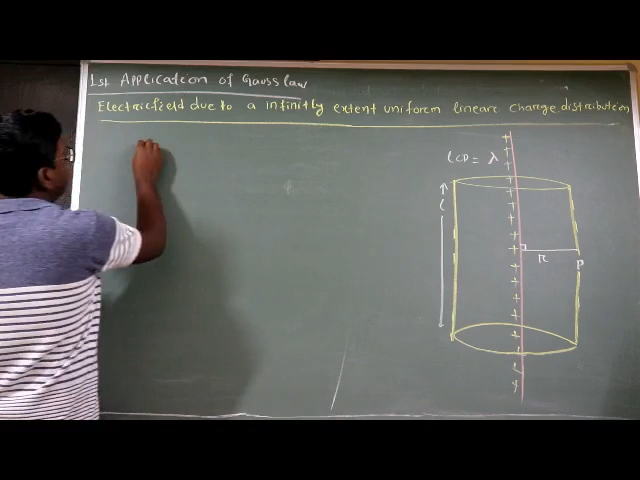 1st Application of Gauss law
Electricfield due to a infinitly extent uniform lineare charge distribution
LCD = λ
l
R
P